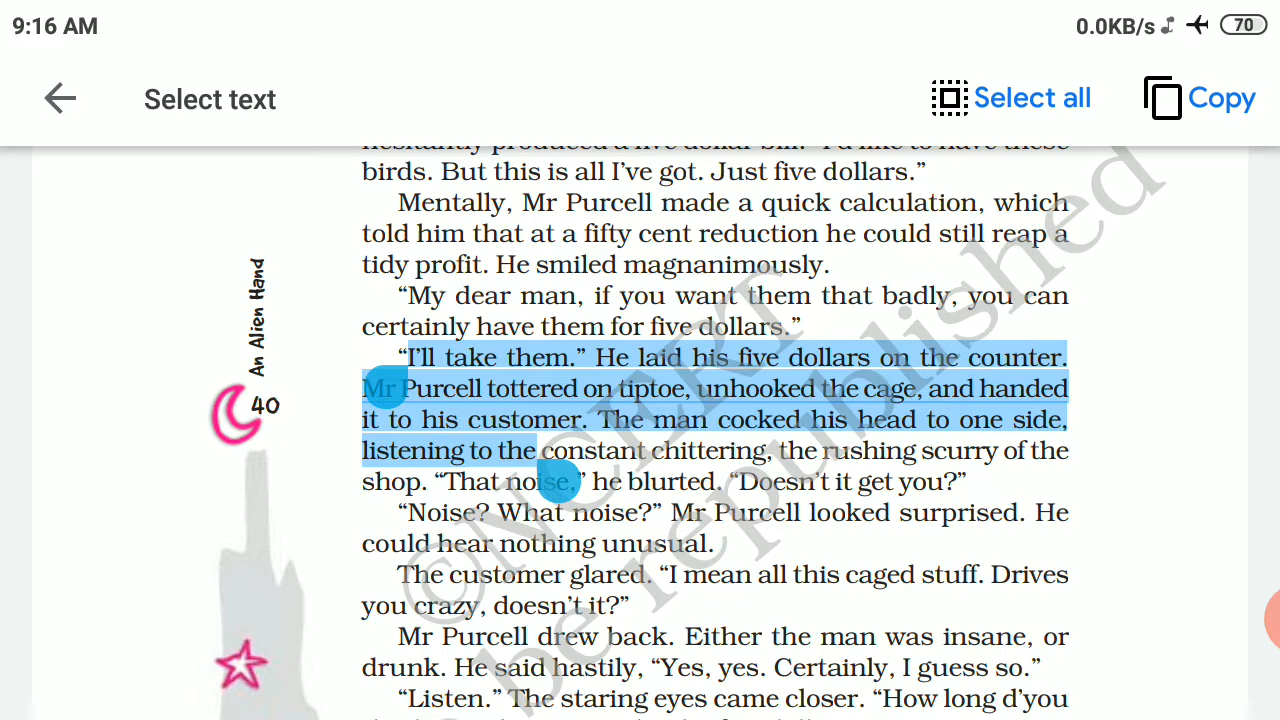 9:16 AM
0.0KB/s
70
Select text
Select all
Copy
hesitantly produced a five dollar bill. “I’d like to have these
birds. But this is all I’ve got. Just five dollars.”
Mentally, Mr Purcell made a quick calculation, which
told him that at a fifty cent reduction he could still reap a
tidy profit. He smiled magnanimously.
“My dear man, if you want them that badly, you can
certainly have them for five dollars.”
“I’ll take them.” He laid his five dollars on the counter.
Mr Purcell tottered on tiptoe, unhooked the cage, and handed
it to his customer. The man cocked his head to one side,
listening to the constant chittering, the rushing scurry of the
shop. “That noise,” he blurted. “Doesn’t it get you?”
“Noise? What noise?” Mr Purcell looked surprised. He
could hear nothing unusual.
The customer glared. “I mean all this caged stuff. Drives
you crazy, doesn’t it?”
Mr Purcell drew back. Either the man was insane, or
drunk. He said hastily, “Yes, yes. Certainly, I guess so.”
“Listen.” The staring eyes came closer. “How long d’you
An Alien Hand
40
©NCERT
be republished